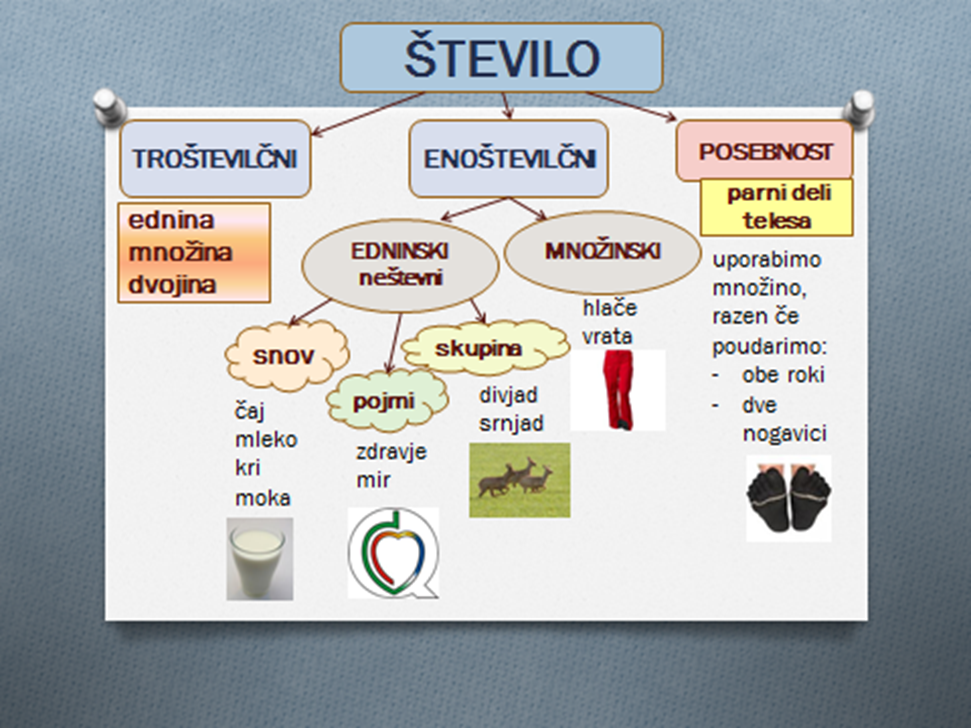 ŠTEVILO
TROŠTEVILČNI
ednina
množina
dvojina
ENOŠTEVILČNI
EDNINSKI
neštevni
snov
čaj
mleko
kri
moka
pojmi
zdravje
mir
skupina
divjad
srnjad
MNOŽINSKI
hlače
vrata
POSEBNOST
parni deli
telesa
uporabimo
množino,
razen če
poudarimo:
- obe roki
- dve
nogavici